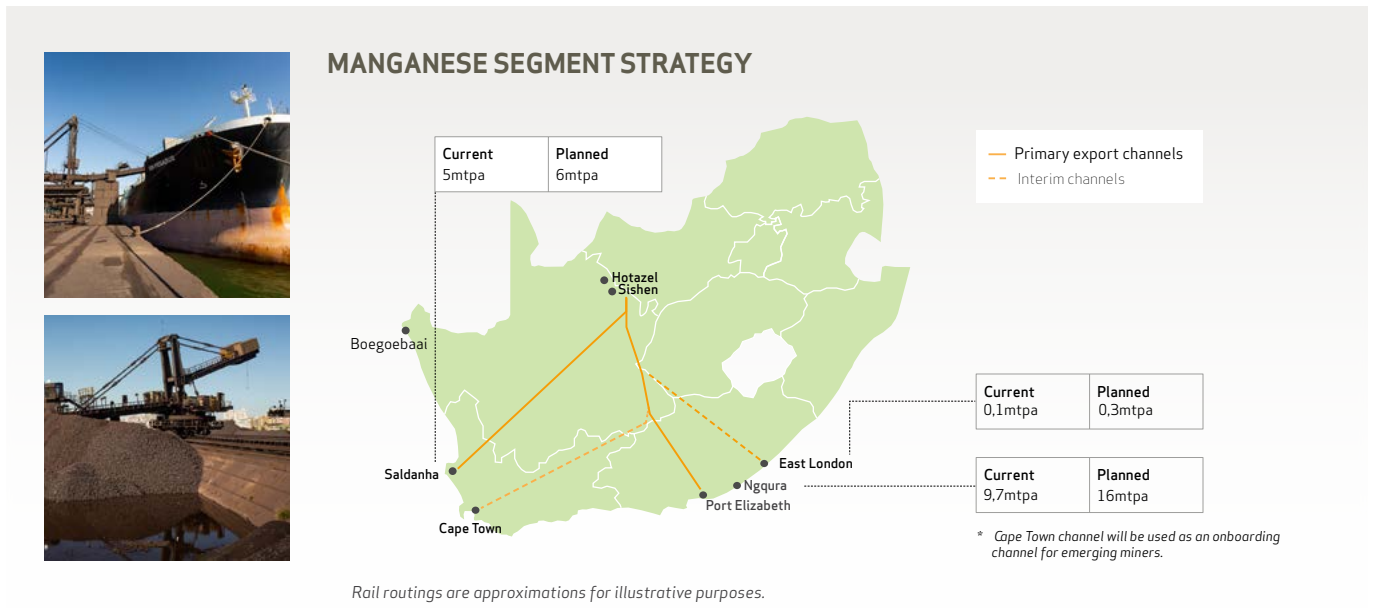 MANGANESE SEGMENT STRATEGY
Current Planned
5mtpa 6mtpa
Primary export channels
Interim channels
Hotazel
Sishen
Boegoebaai
Current Planned
0,1mtpa 0,3mtpa
Saldanha
East London
Current Planned
9,7mtpa 16mtpa
Ngqura
Port Elizabeth
Cape Town
* Cape Town channel will be used as an onboarding
channel for emerging miners.
Rail routings are approximations for illustrative purposes.